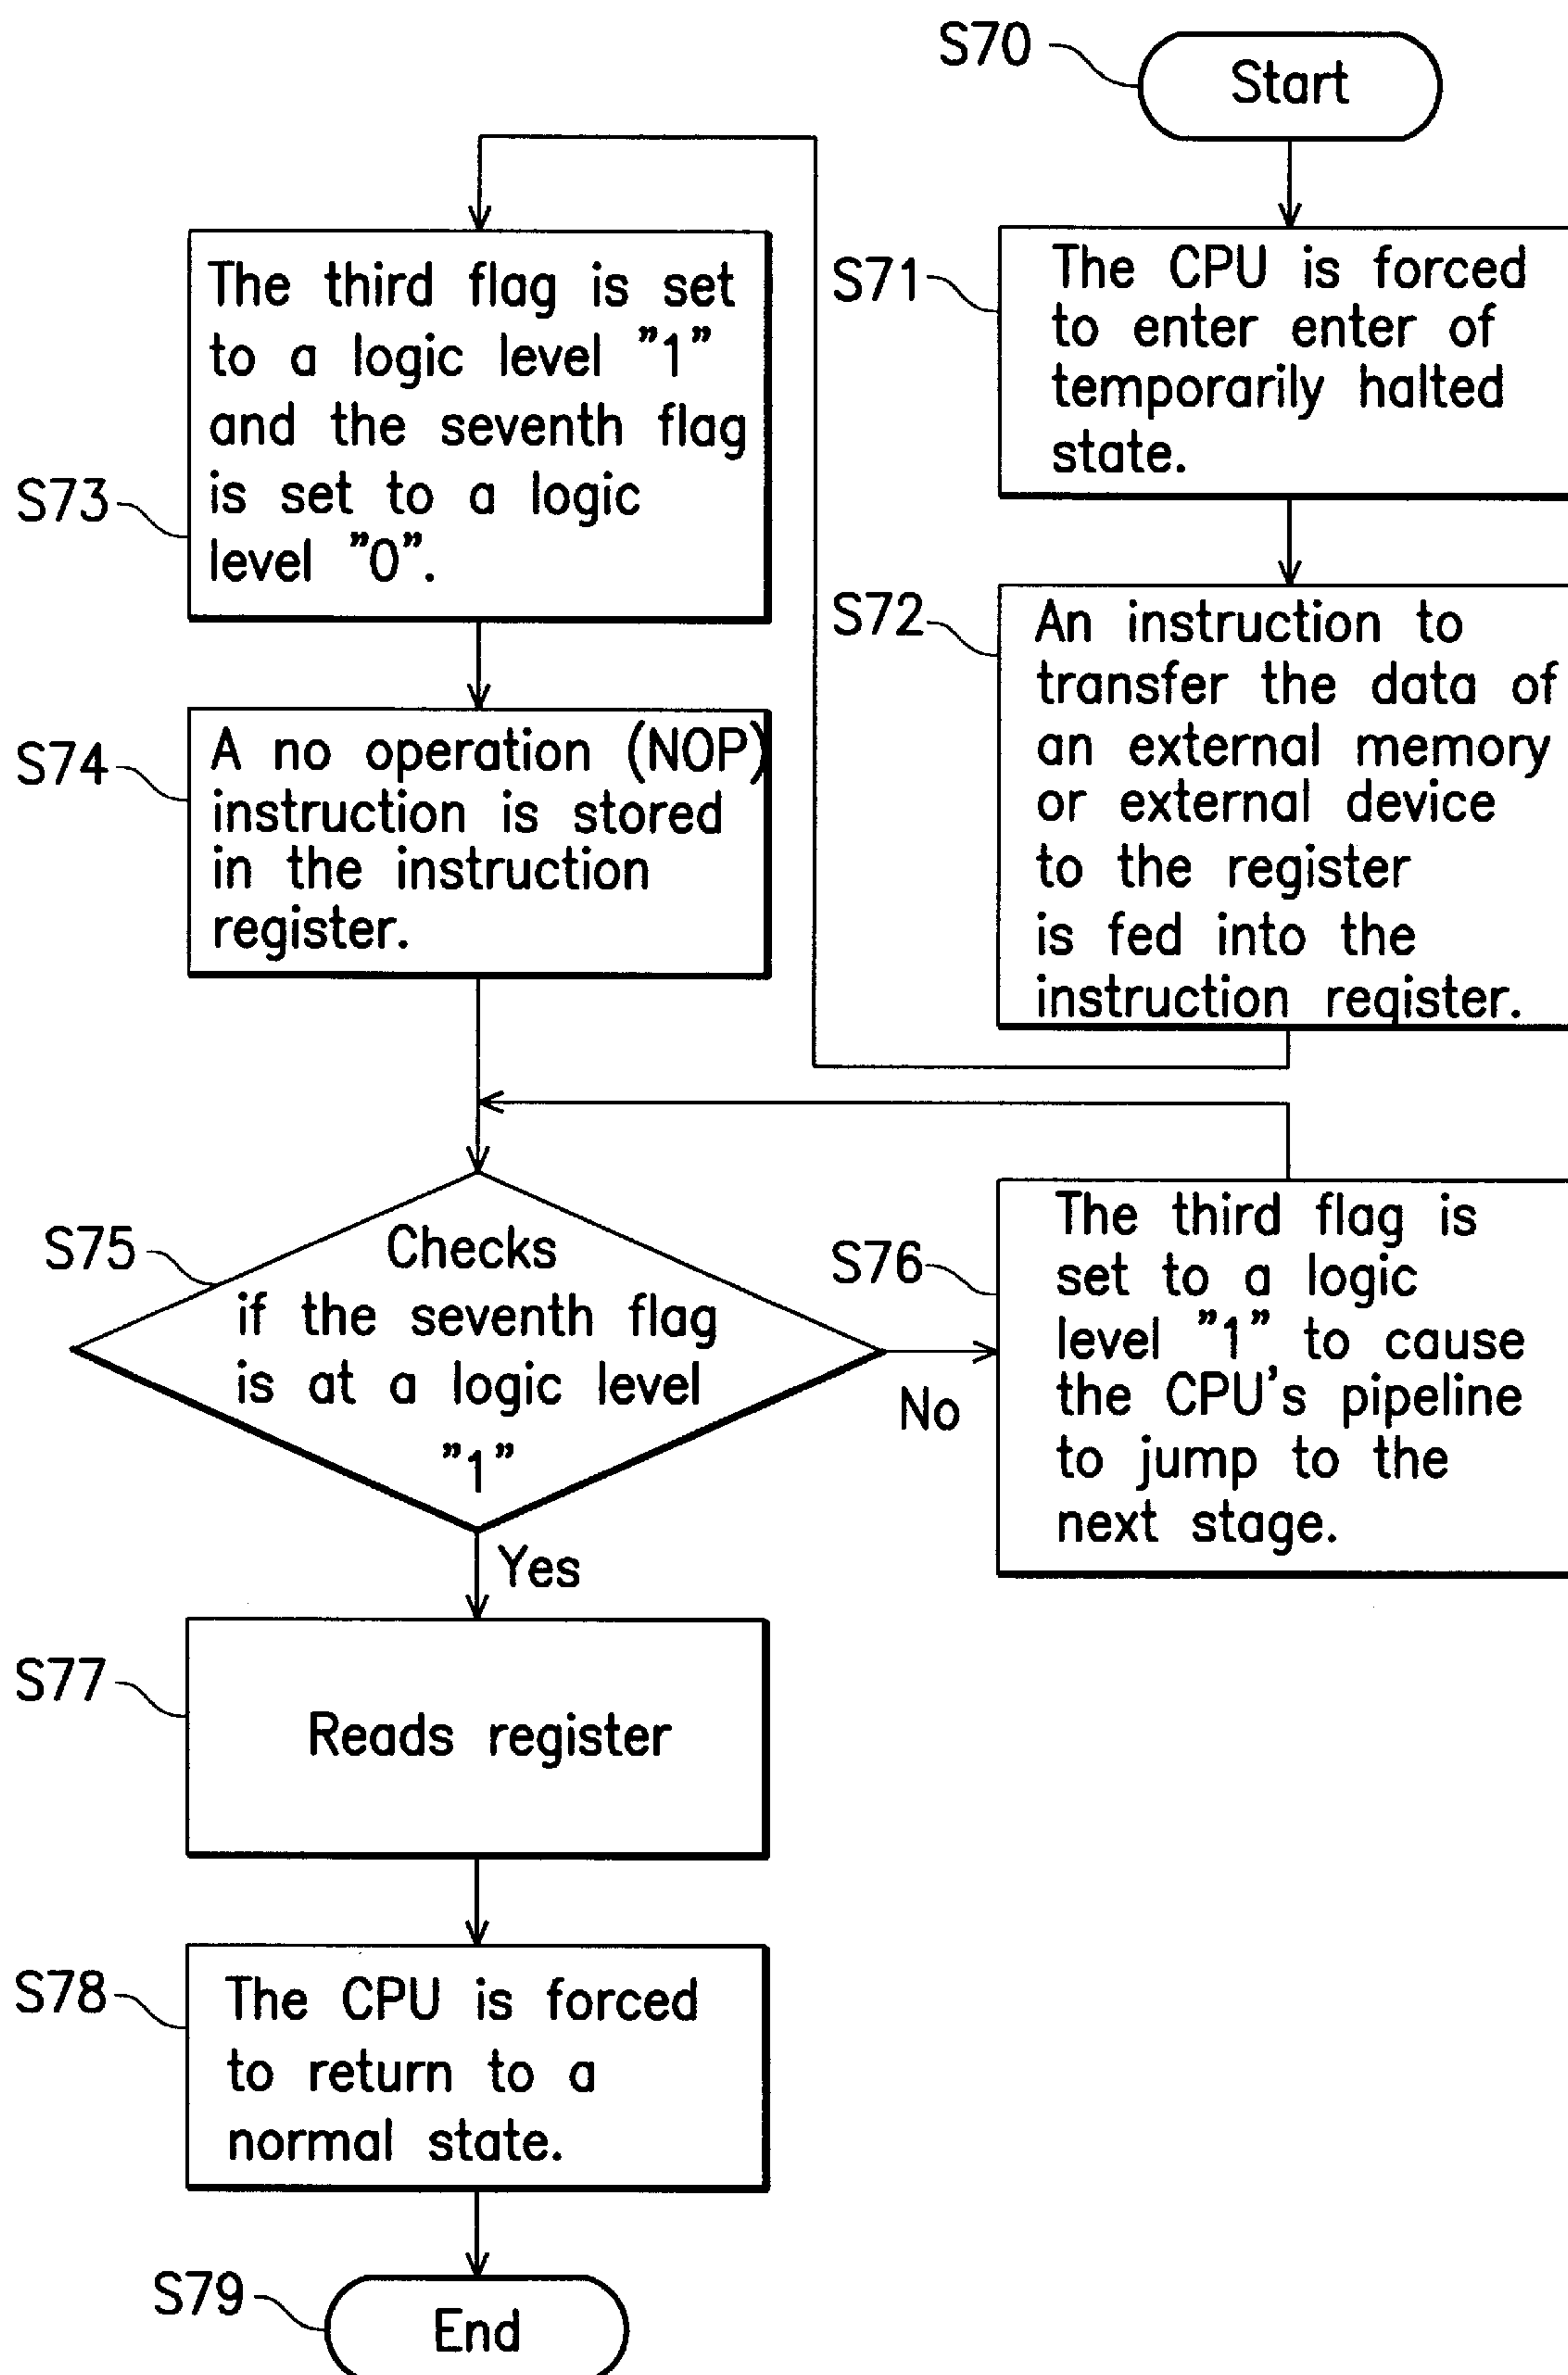 S70
Start
S71
The CPU is forced
to enter enter of
temporarily halted
state.
S72
An instruction to
transfer the data of
an external memory
or external device
to the register
is fed into the
instruction register.
S73
The third flag is set
to a logic level "1"
and the seventh flag
is set to a logic
level "0".
S74
A no operation (NOP)
instruction is stored
in the instruction
register.
S75
Checks
if the seventh flag
is at a logic level
"1"
No
S76
The third flag is
set to a logic
level "1" to cause
the CPU's pipeline
to jump to the
next stage.
Yes
S77
Reads register
S78
The CPU is forced
to return to a
normal state.
S79
End